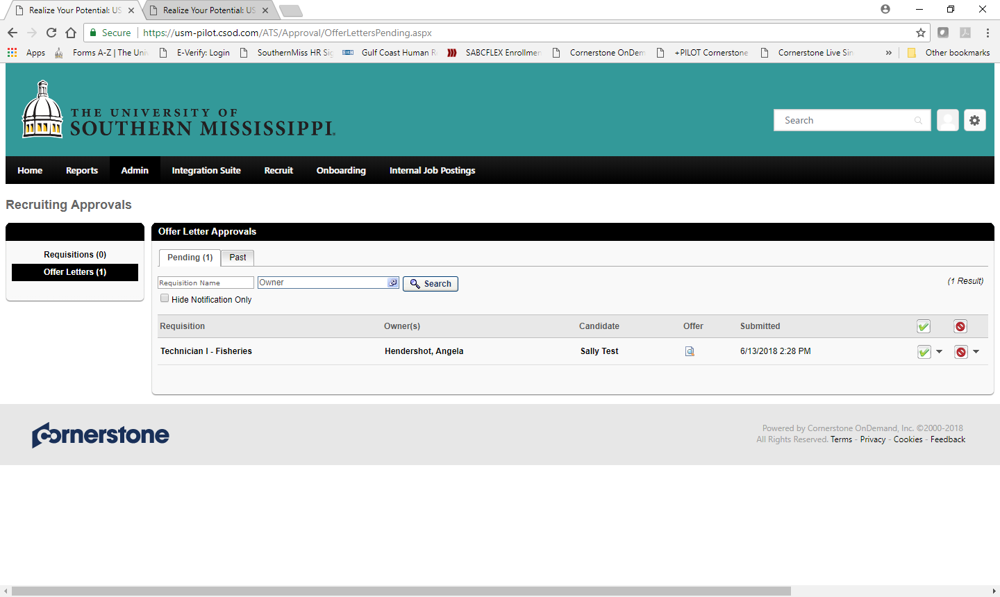 Realize Your Potential: US
Realize Your Potential: US
Secure
https://usm-pilot.csod.com/ATS/Approval/OfferLettersPending.aspx
Apps
Forms A-Z | The Univ
E-Verify: Login
SouthernMiss HR Sig
Gulf Coast Human R
SABCFLEX Enrollmen
Cornerstone OnDem
+PILOT Cornerstone
Cornerstone Live Sin
»
Other bookmarks
THE UNIVERSITY OF
SOUTHERN MISSISSIPPI
Search
Home
Reports
Admin
Integration Suite
Recruit
Onboarding
Internal Job Postings
Recruiting Approvals
Requisitions (0)
Offer Letters (1)
Offer Letter Approvals
Pending (1)
Past
Requisition Name
Owner
Search
(1 Result)
Hide Notification Only
Requisition
Owner(s)
Candidate
Offer
Submitted
Technician I - Fisheries
Hendershot, Angela
Sally Test
6/13/2018 2:28 PM
cornerstone
Powered by Cornerstone OnDemand, Inc. ©2000-2018
All Rights Reserved. Terms - Privacy - Cookies - Feedback